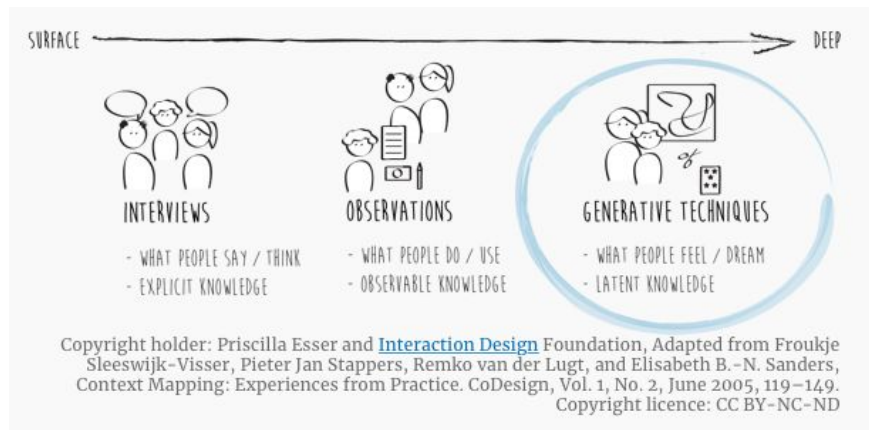 SURFACE DEEP
INTERVIEWS
- WHAT PEOPLE SAY / THINK
- EXPLICIT KNOWLEDGE
OBSERVATIONS
- WHAT PEOPLE DO / USE
- OBSERVABLE KNOWLEDGE
GENERATIVE TECHNIQUES
- WHAT PEOPLE FEEL / DREAM
- LATENT KNOWLEDGE
Copyright holder: Priscilla Esser and Interaction Design Foundation, Adapted from Froukje
Sleeswijk-Visser, Pieter Jan Stappers, Remko van der Lugt, and Elisabeth B.-N. Sanders,
Context Mapping: Experiences from Practice. CoDesign, Vol. 1, No. 2, June 2005, 119–149.
Copyright licence: CC BY-NC-ND